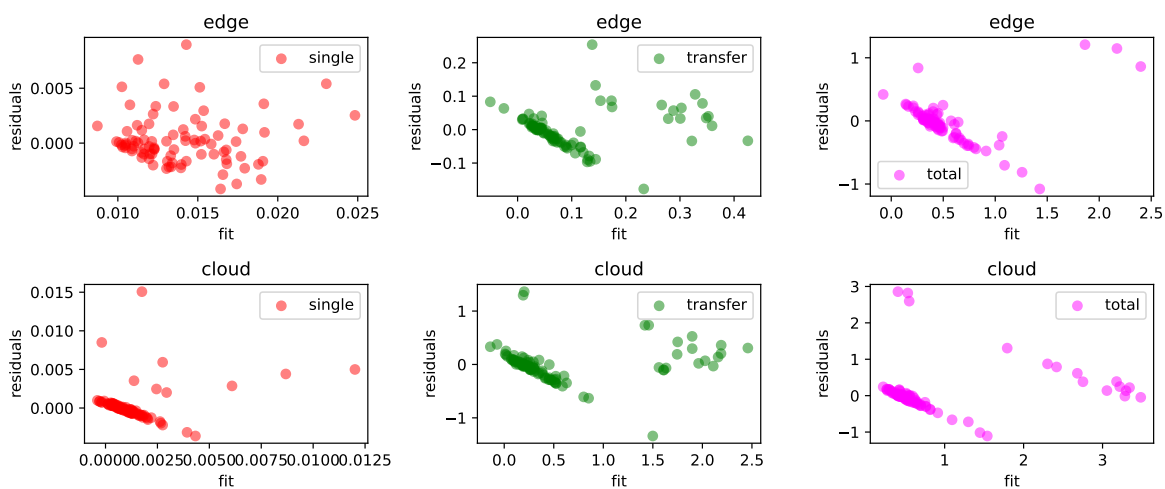 edge
single
residuals
0.005
0.000
0.010
0.015
0.020
0.025
fit
edge
transfer
residuals
0.2
0.1
0.0
−0.1
0.0
0.1
0.2
0.3
0.4
fit
edge
total
residuals
1
0
−1
0.0
0.5
1.0
1.5
2.0
2.5
fit
cloud
single
residuals
0.015
0.010
0.005
0.000
0.0000
0.0025
0.0050
0.0075
0.0100
0.0125
fit
cloud
transfer
residuals
1
0
−1
0.0
0.5
1.0
1.5
2.0
2.5
fit
cloud
total
residuals
3
2
1
0
−1
1
2
3
fit